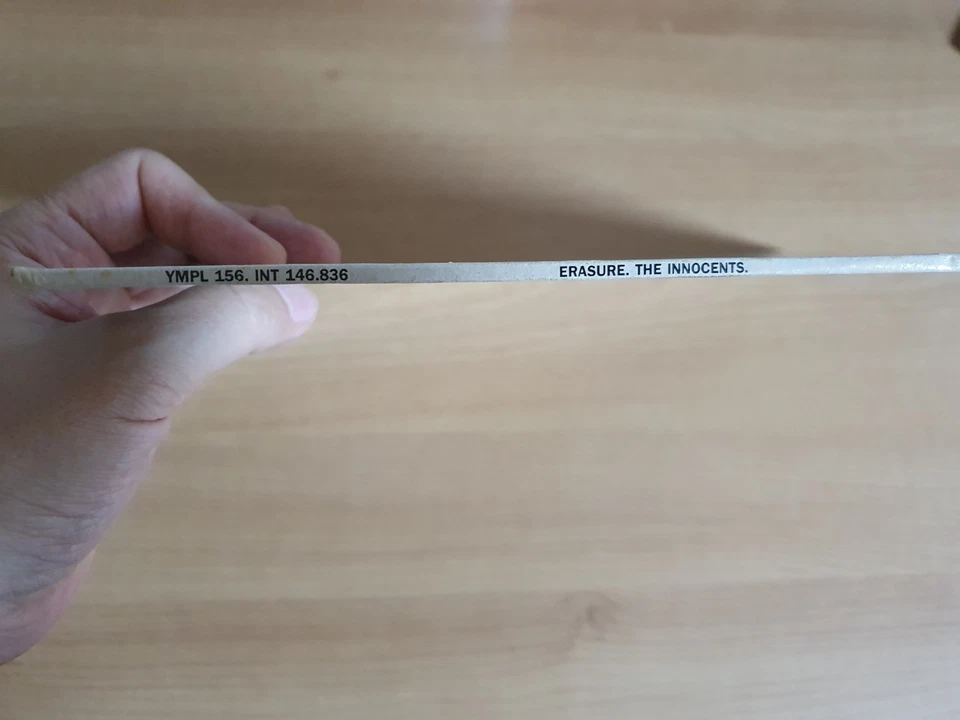 YMPL 156. INT 146.836 ERASURE. THE INNOCENTS.